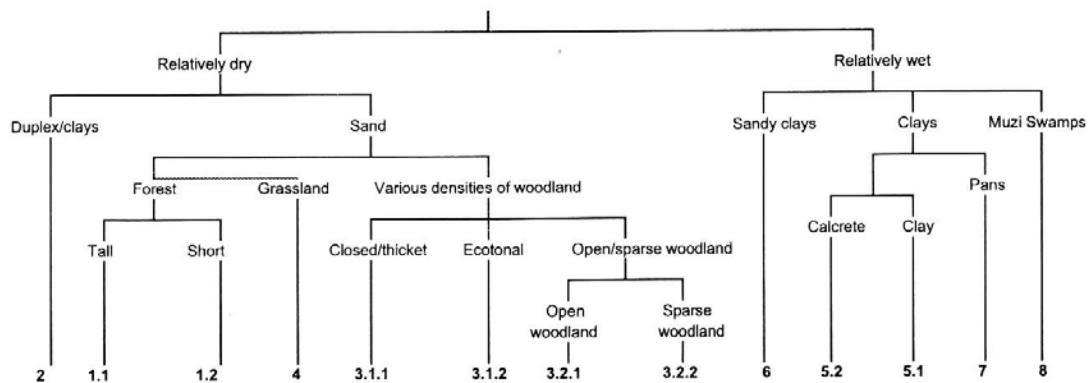 Relatively dry
Relatively wet
Duplex/clays
Sand
Sandy clays
Clays
Muzi Swamps
Forest
Grassland
Various densities of woodland
Pans
Tall
Short
Closed/thicket
Ecotonal
Open/sparse woodland
Calcrete
Clay
Open
woodland
Sparse
woodland
2
1.1
1.2
4
3.1.1
3.1.2
3.2.1
3.2.2
6
5.2
5.1
7
8